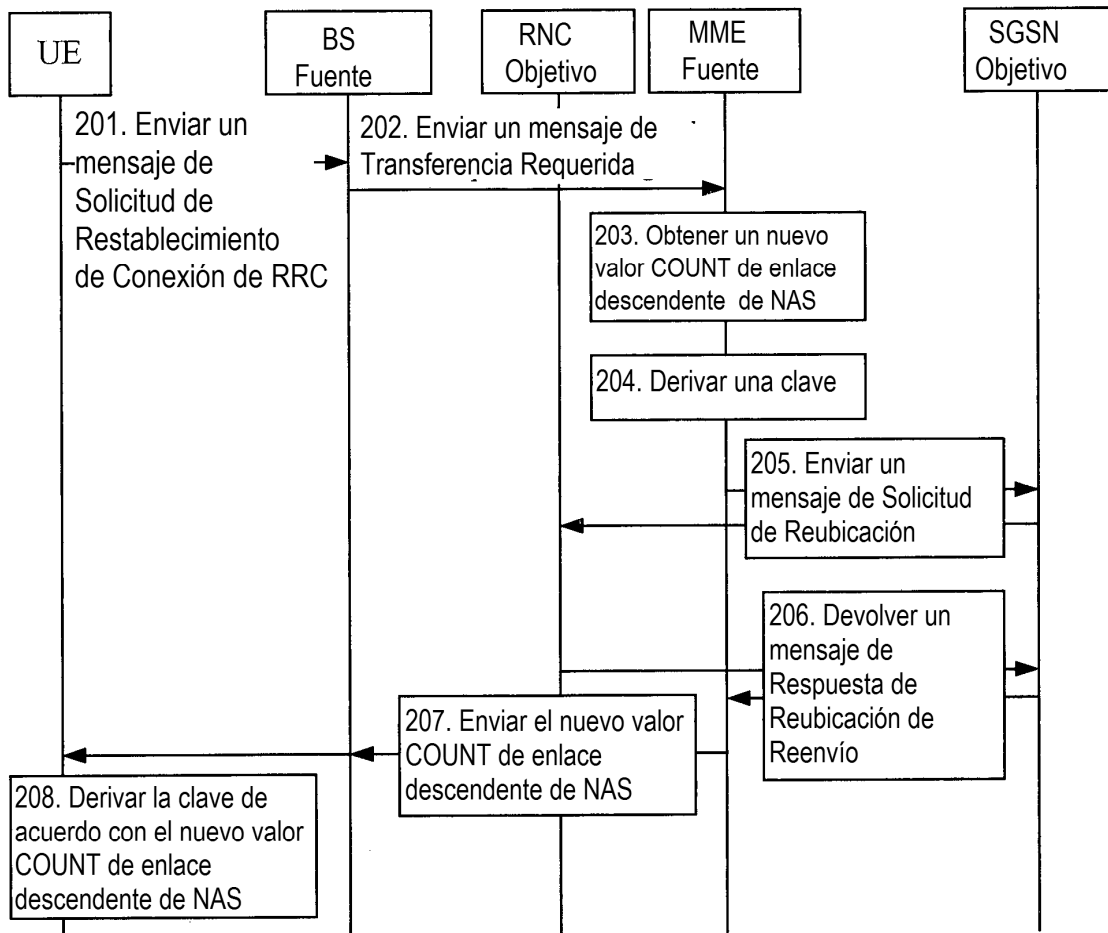 UE
BS
Fuente
RNC
Objetivo
MME
Fuente
SGSN
Objetivo
201. Enviar un
mensaje de
Solicitud de
Restablecimiento
de Conexión de RRC
202. Enviar un mensaje de
Transferencia Requerida
203. Obtener un nuevo
valor COUNT de enlace
descendente de NAS
204. Derivar una clave
205. Enviar un
mensaje de Solicitud
de Reubicación
206. Devolver un
mensaje de
Respuesta de
Reubicación de
Reenvío
207. Enviar el nuevo valor
COUNT de enlace
descendente de NAS
208. Derivar la clave de
acuerdo con el nuevo valor
COUNT de enlace
descendente de NAS